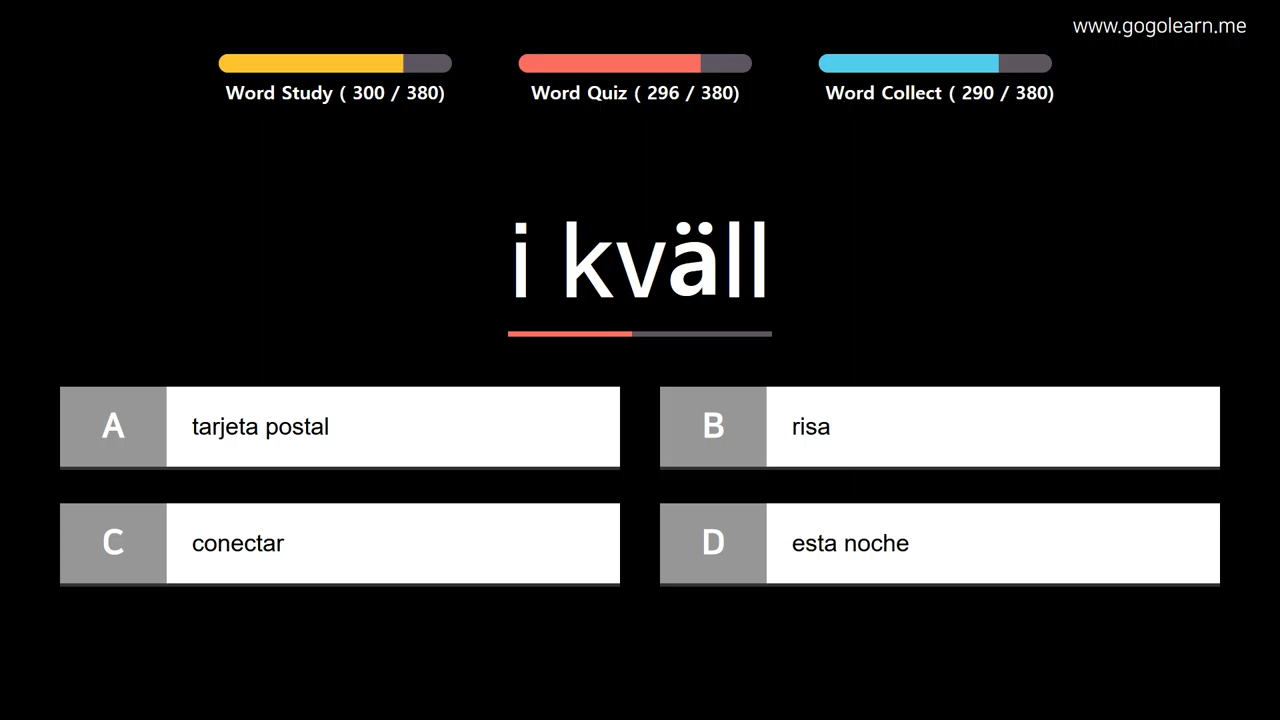 www.gogolearn.me
Word Study ( 300 / 380)
Word Quiz ( 296 / 380)
Word Collect ( 290 / 380)
i kväll
A tarjeta postal
B risa
C conectar
D esta noche